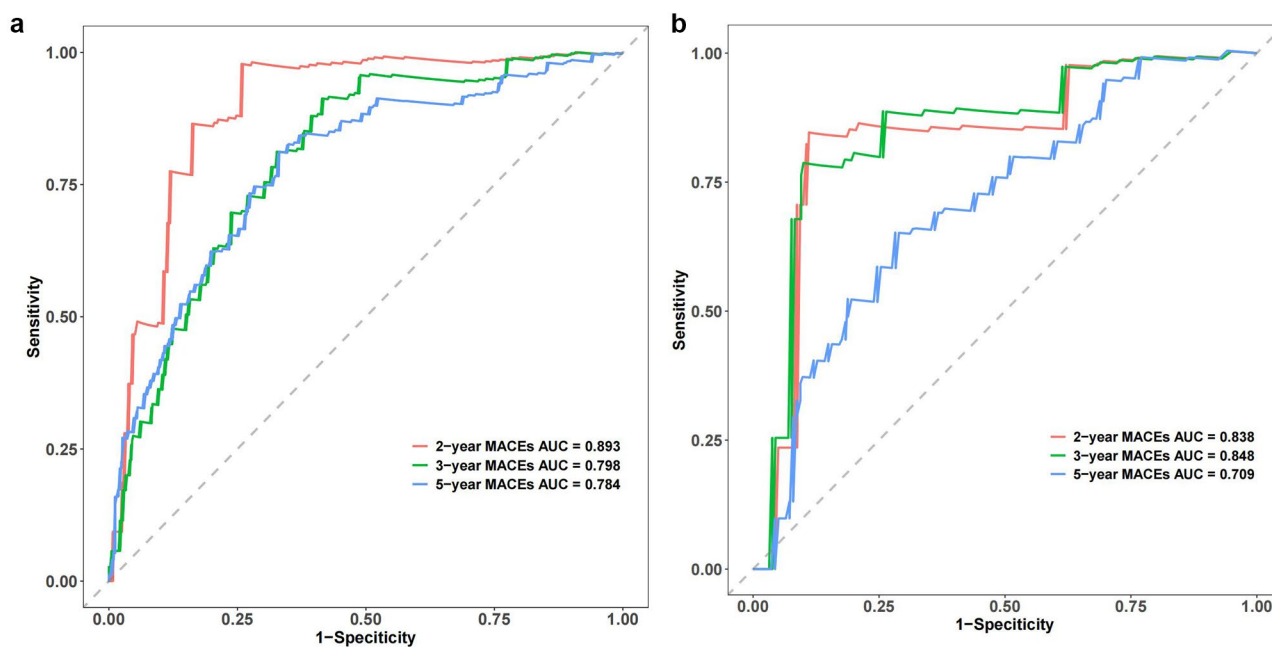 a
1.00
0.75
0.50
0.25
0.00
Sensitivity
2−year MACEs AUC = 0.893
3−year MACEs AUC = 0.798
5−year MACEs AUC = 0.784
0.00 0.25 0.50 0.75 1.00
1−Speciticity
b
1.00
0.75
0.50
0.25
0.00
Sensitivity
2−year MACEs AUC = 0.838
3−year MACEs AUC = 0.848
5−year MACEs AUC = 0.709
0.00 0.25 0.50 0.75 1.00
1−Speciticity